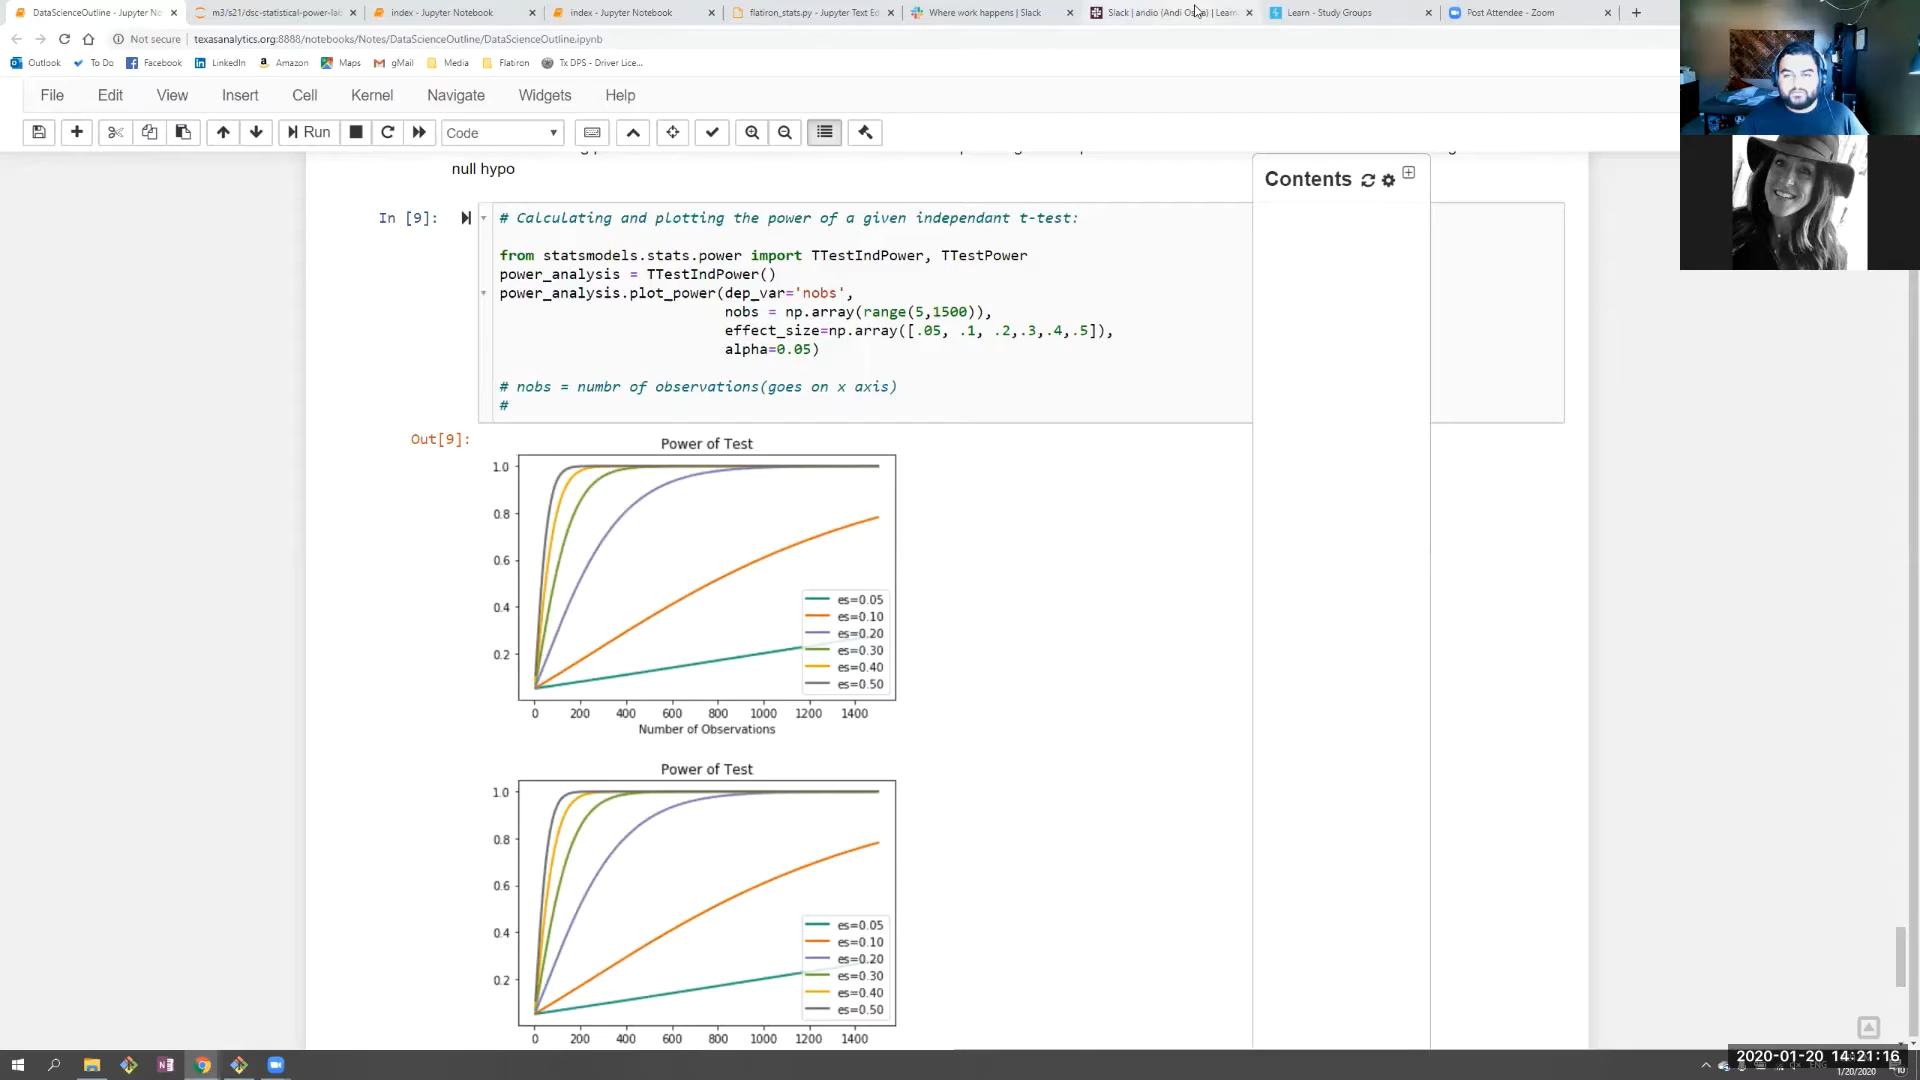 DataScienceOutline - Jupyter No
m3/s21/dsc-statistical-power-lab
index - Jupyter Notebook
index - Jupyter Notebook
flatiron_stats.py - Jupyter Text Ed
Where work happens | Slack
Slack | andio (Andi Os a) | Learn
Learn - Study Groups
Post Attendee - Zoom
Not secure
texasanalytics.org:8888/notebooks/Notes/DataScienceOutline/DataScienceOutline.ipynb
Outlook
To Do
Facebook
LinkedIn
Amazon
Maps
gMail
Media
Flatiron
Tx DPS - Driver Lice...
File Edit View Insert Cell Kernel Navigate Widgets Help
Run
Code
null hypo
Contents
In [9]:
# Calculating and plotting the power of a given independant t-test:
from statsmodels.stats.power import TTestIndPower, TTestPower
power_analysis = TTestIndPower()
power_analysis.plot_power(dep_var='nobs',
nobs = np.array(range(5,1500)),
effect_size=np.array([.05, .1, .2,.3,.4,.5]),
alpha=0.05)
# nobs = numbr of observations(goes on x axis)
#
Out[9]:
Power of Test
1.0
0.8
0.6
0.4
0.2
es=0.05
es=0.10
es=0.20
es=0.30
es=0.40
es=0.50
0 200 400 600 800 1000 1200 1400
Number of Observations
Power of Test
1.0
0.8
0.6
0.4
0.2
es=0.05
es=0.10
es=0.20
es=0.30
es=0.40
es=0.50
0 200 400 600 800 1000 1200 1400
2020-01-20 14:21:16
1/20/2020